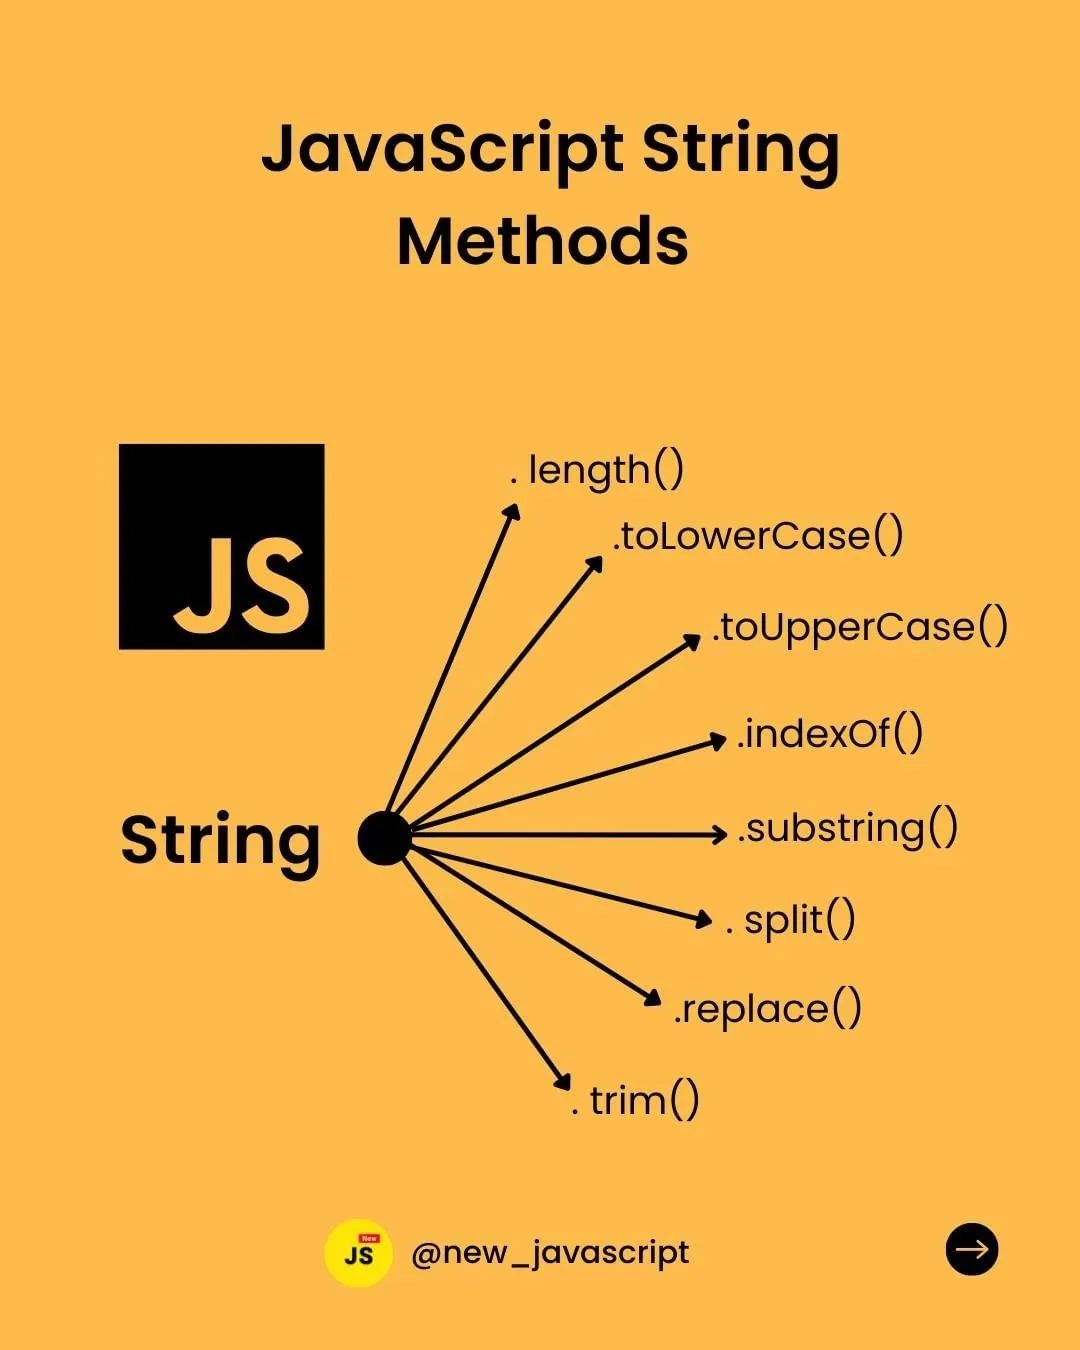 JavaScript String
Methods
JS
. length()
.toLowerCase()
.toUpperCase()
.indexOf()
String
.substring()
. split()
.replace()
. trim()
New
JS
@new_javascript